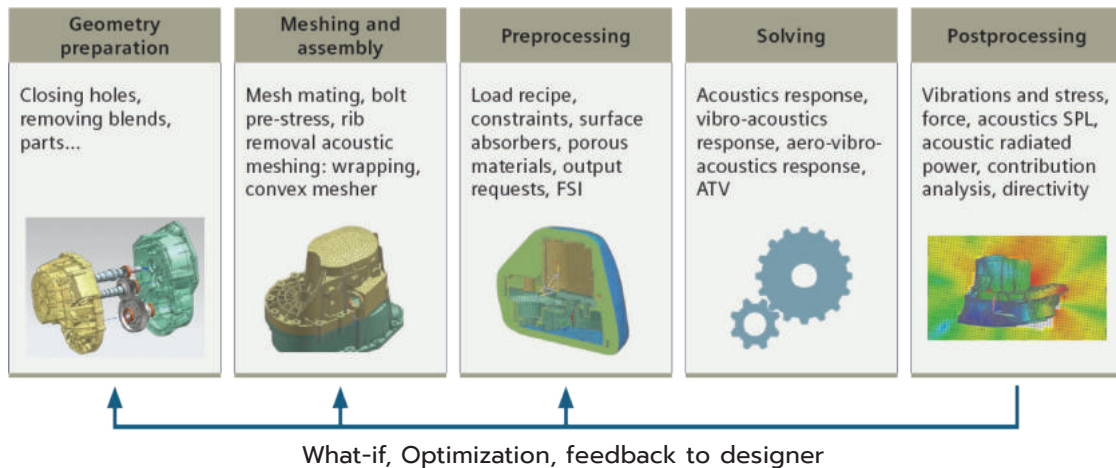 Geometry
preparation
Closing holes,
removing blends,
parts...
Meshing and
assembly
Mesh mating, bolt
pre-stress, rib
removal acoustic
meshing: wrapping,
convex mesher
Preprocessing
Load recipe,
constraints, surface
absorbers, porous
materials, output
requests, FSI
Solving
Acoustics response,
vibro-acoustics
response, aero-vibro-
acoustics response,
ATV
Postprocessing
Vibrations and stress,
force, acoustics SPL,
acoustic radiated
power, contribution
analysis, directivity
What-if, Optimization, feedback to designer